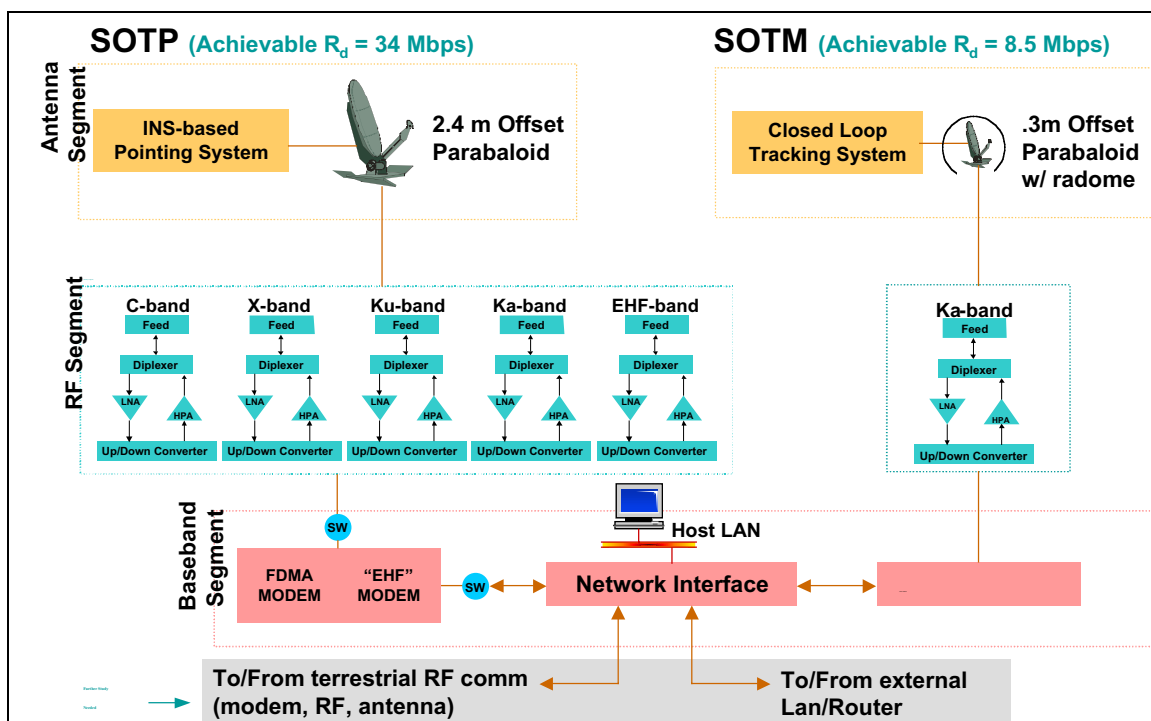 SOTP (Achievable Rd = 34 Mbps)
SOTM (Achievable Rd = 8.5 Mbps)
Antenna
Segment
INS-based
Pointing System
2.4 m Offset
Parabaloid
Closed Loop
Tracking System
.3m Offset
Parabaloid
w/ radome
RF Segment
C-band
Feed
Diplexer
LNA
HPA
Up/Down Converter
X-band
Feed
Diplexer
LNA
HPA
Up/Down Converter
Ku-band
Feed
Diplexer
LNA
HPA
Up/Down Converter
Ka-band
Feed
Diplexer
LNA
HPA
Up/Down Converter
EHF-band
Feed
Diplexer
LNA
HPA
Up/Down Converter
Ka-band
Feed
Diplexer
LNA
HPA
Up/Down Converter
Baseband
Segment
SW
FDMA
MODEM
“EHF”
MODEM
SW
Host LAN
Network Interface
To/From terrestrial RF comm
(modem, RF, antenna)
To/From external
Lan/Router
Needed